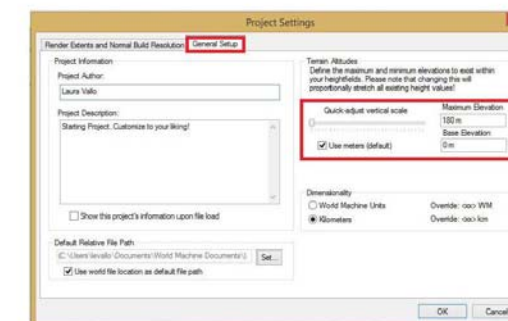 Project Settings
Render Extents and Normal Build Resolution
General Setup
Project Information
Project Author:
Laura Vallo
Project Description:
Starting Project. Customize to your liking!
Show this project's information upon file load
Default Relative File Path
Set...
Use world file location as default file path
Terrain Altitudes
Define the maximum and minimum elevations to exist within
your heightfields. Please note that changing this will
proportionally stretch all existing height values!
Quick-adjust vertical scale
Use meters (default)
Maximum Elevation
180 m
Base Elevation
0 m
Dimensionality
World Machine Units
Override: <xx> WM
Kilometers
Override: <xx> km
OK
Cancel